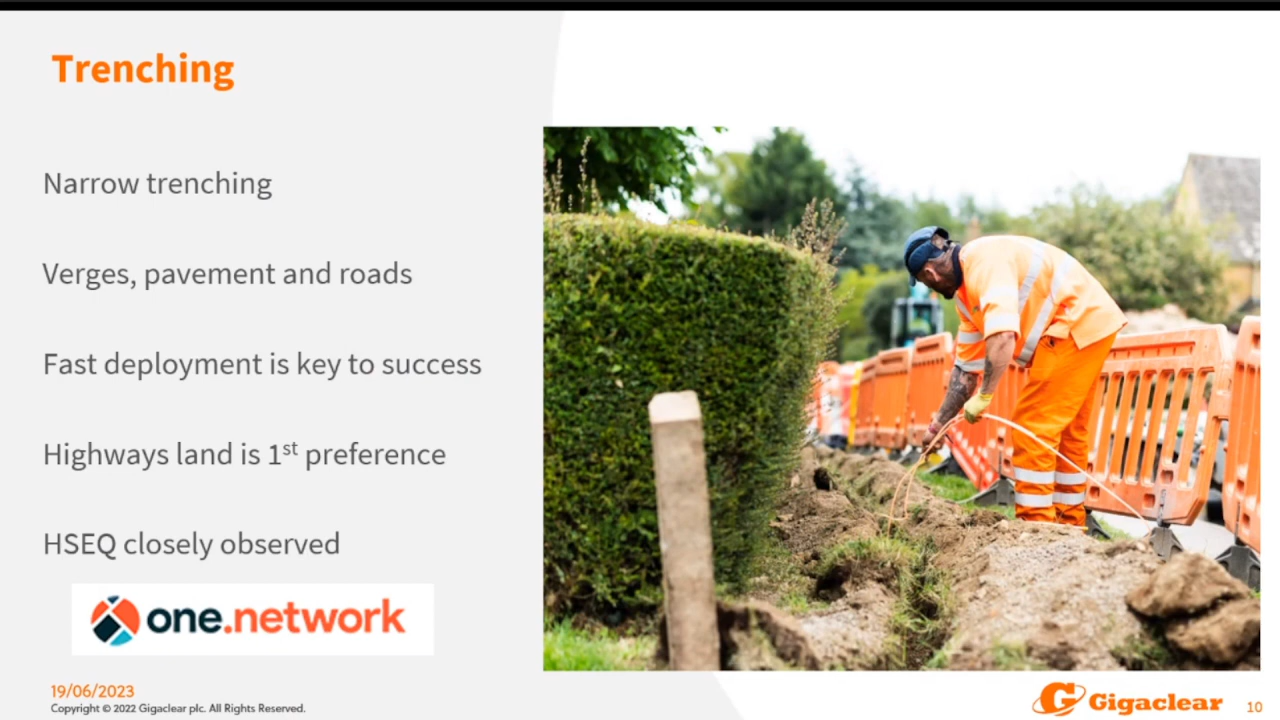 Trenching
Narrow trenching
Verges, pavement and roads
Fast deployment is key to success
Highways land is 1st preference
HSEQ closely observed
one.network
19/06/2023
Copyright © 2022 Gigaclear plc. All Rights Reserved.
Gigaclear
10